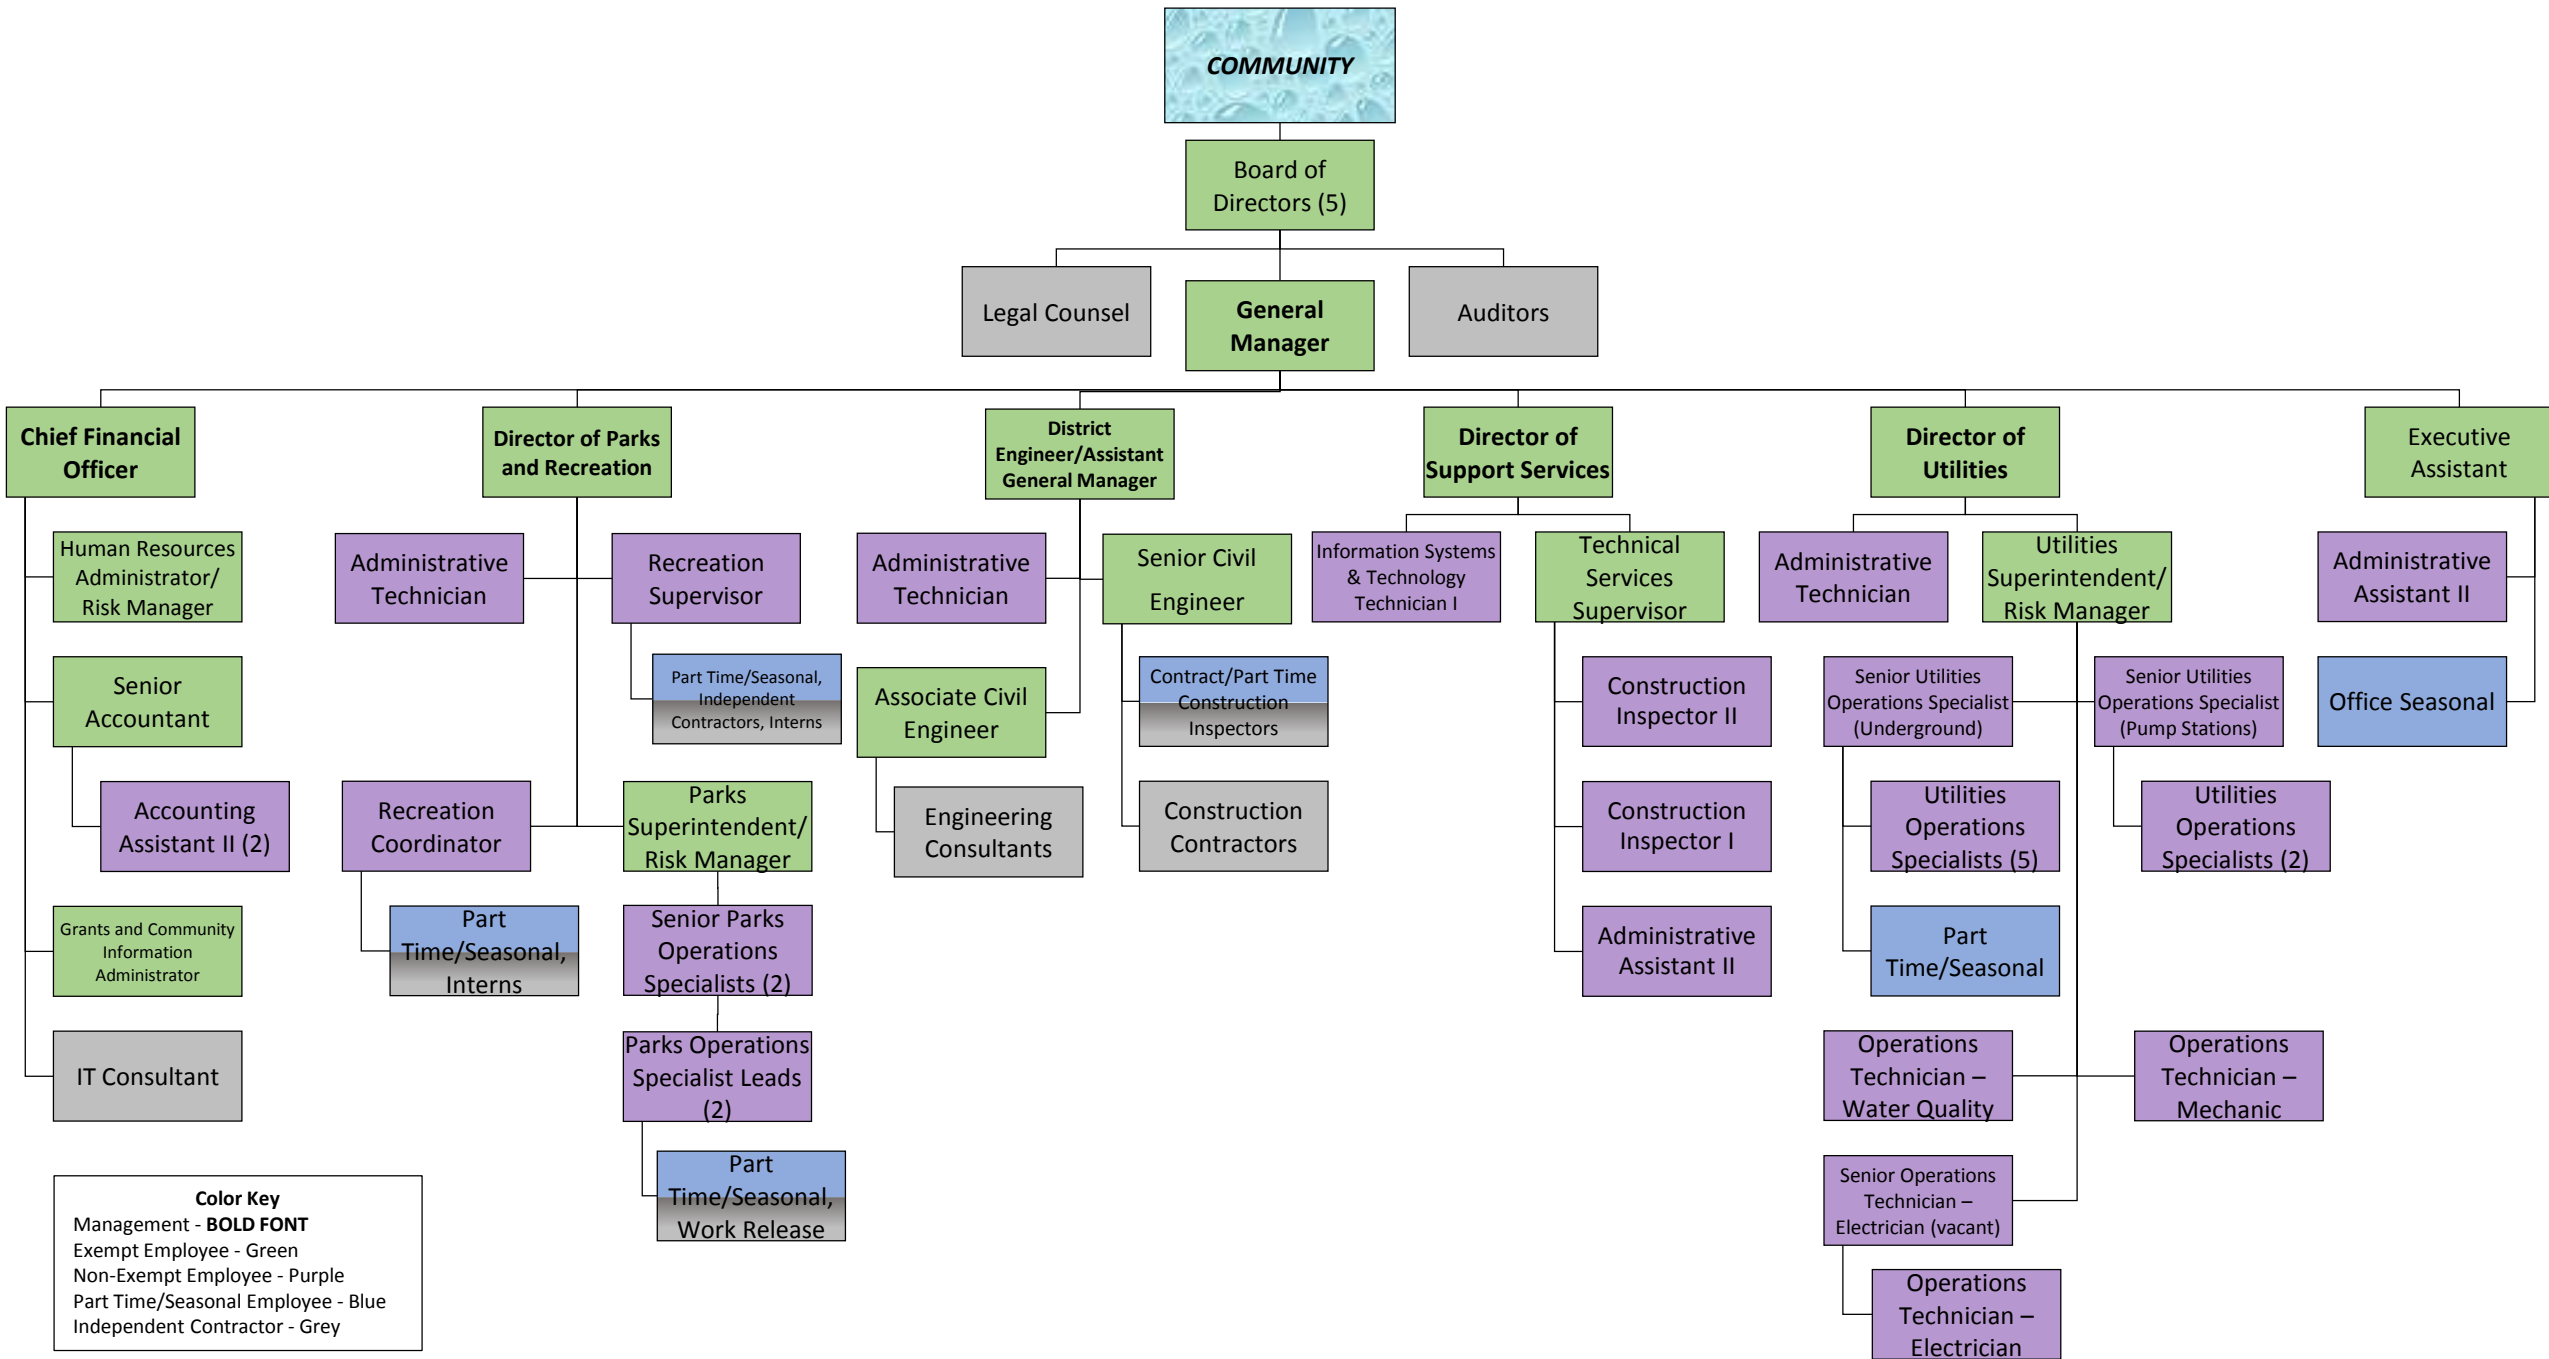 COMMUNITY
Board of
Directors (5)
Legal Counsel
General
Manager
Auditors
Chief Financial
Officer
Director of Parks
and Recreation
District
Engineer/Assistant
General Manager
Director of
Support Services
Director of
Utilities
Executive
Assistant
Human Resources
Administrator/
Risk Manager
Administrative
Technician
Recreation
Supervisor
Administrative
Technician
Senior Civil
Engineer
Information Systems
& Technology
Technician I
Technical
Services
Supervisor
Administrative
Technician
Utilities
Superintendent/
Risk Manager
Administrative
Assistant II
Senior
Accountant
Part Time/Seasonal,
Independent
Contractors, Interns
Associate Civil
Engineer
Contract/Part Time
Construction
Inspectors
Construction
Inspector II
Senior Utilities
Operations Specialist
(Underground)
Senior Utilities
Operations Specialist
(Pump Stations)
Office Seasonal
Accounting
Assistant II (2)
Recreation
Coordinator
Parks
Superintendent/
Risk Manager
Engineering
Consultants
Construction
Contractors
Construction
Inspector I
Utilities
Operations
Specialists (5)
Utilities
Operations
Specialists (2)
Grants and Community
Information
Administrator
Part
Time/Seasonal,
Interns
Senior Parks
Operations
Specialists (2)
Administrative
Assistant II
Part
Time/Seasonal
IT Consultant
Parks Operations
Specialist Leads
(2)
Operations
Technician –
Water Quality
Operations
Technician –
Mechanic
Part
Time/Seasonal,
Work Release
Senior Operations
Technician –
Electrician (vacant)
Operations
Technician –
Electrician
Color Key
Management - BOLD FONT
Exempt Employee - Green
Non-Exempt Employee - Purple
Part Time/Seasonal Employee - Blue
Independent Contractor - Grey